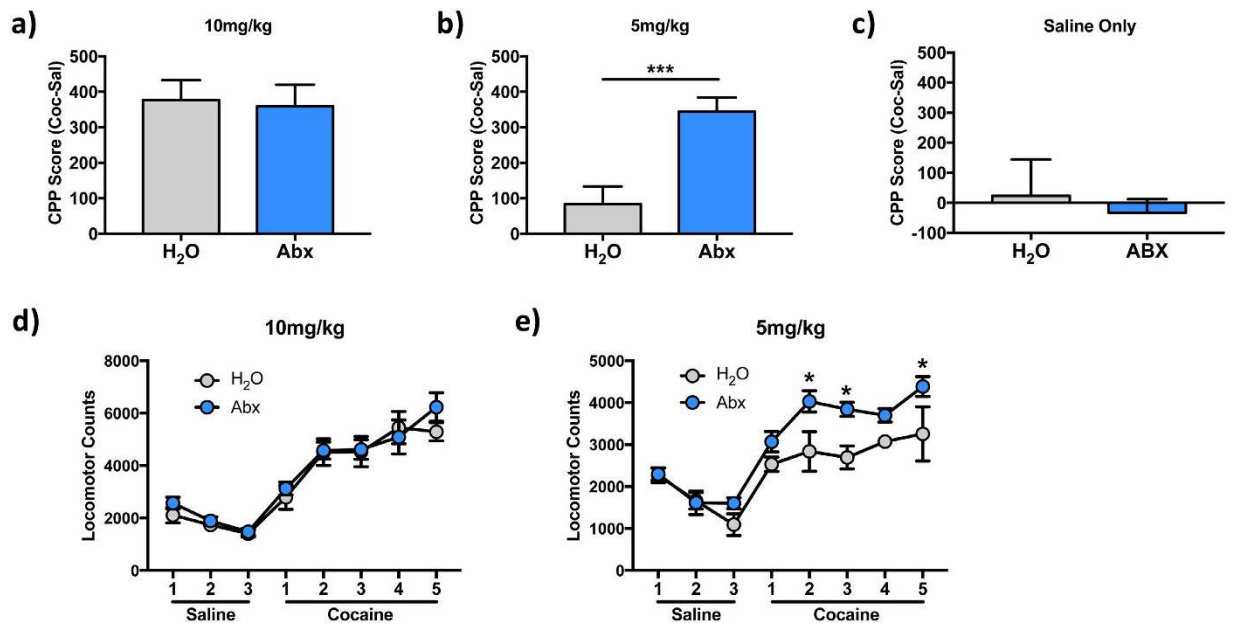 a)
10mg/kg
CPP Score (Coc-Sal)
500
400
300
200
100
0
H₂O Abx
b)
5mg/kg
***
CPP Score (Coc-Sal)
500
400
300
200
100
0
H₂O Abx
c)
Saline Only
CPP Score (Coc-Sal)
500
400
300
200
100
0
-100
H₂O ABX
d)
10mg/kg
H₂O
Abx
Locomotor Counts
8000
6000
4000
2000
0
1 2 3 1 2 3 4 5
Saline Cocaine
e)
5mg/kg
H₂O
Abx
* * *
Locomotor Counts
5000
4000
3000
2000
1000
0
1 2 3 1 2 3 4 5
Saline Cocaine